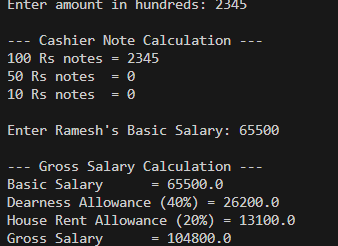 Enter amount in hundreds: 2345
--- Cashier Note Calculation ---
100 Rs notes = 2345
50 Rs notes  = 0
10 Rs notes  = 0
Enter Ramesh's Basic Salary: 65500
--- Gross Salary Calculation ---
Basic Salary      = 65500.0
Dearness Allowance (40%) = 26200.0
House Rent Allowance (20%) = 13100.0
Gross Salary      = 104800.0